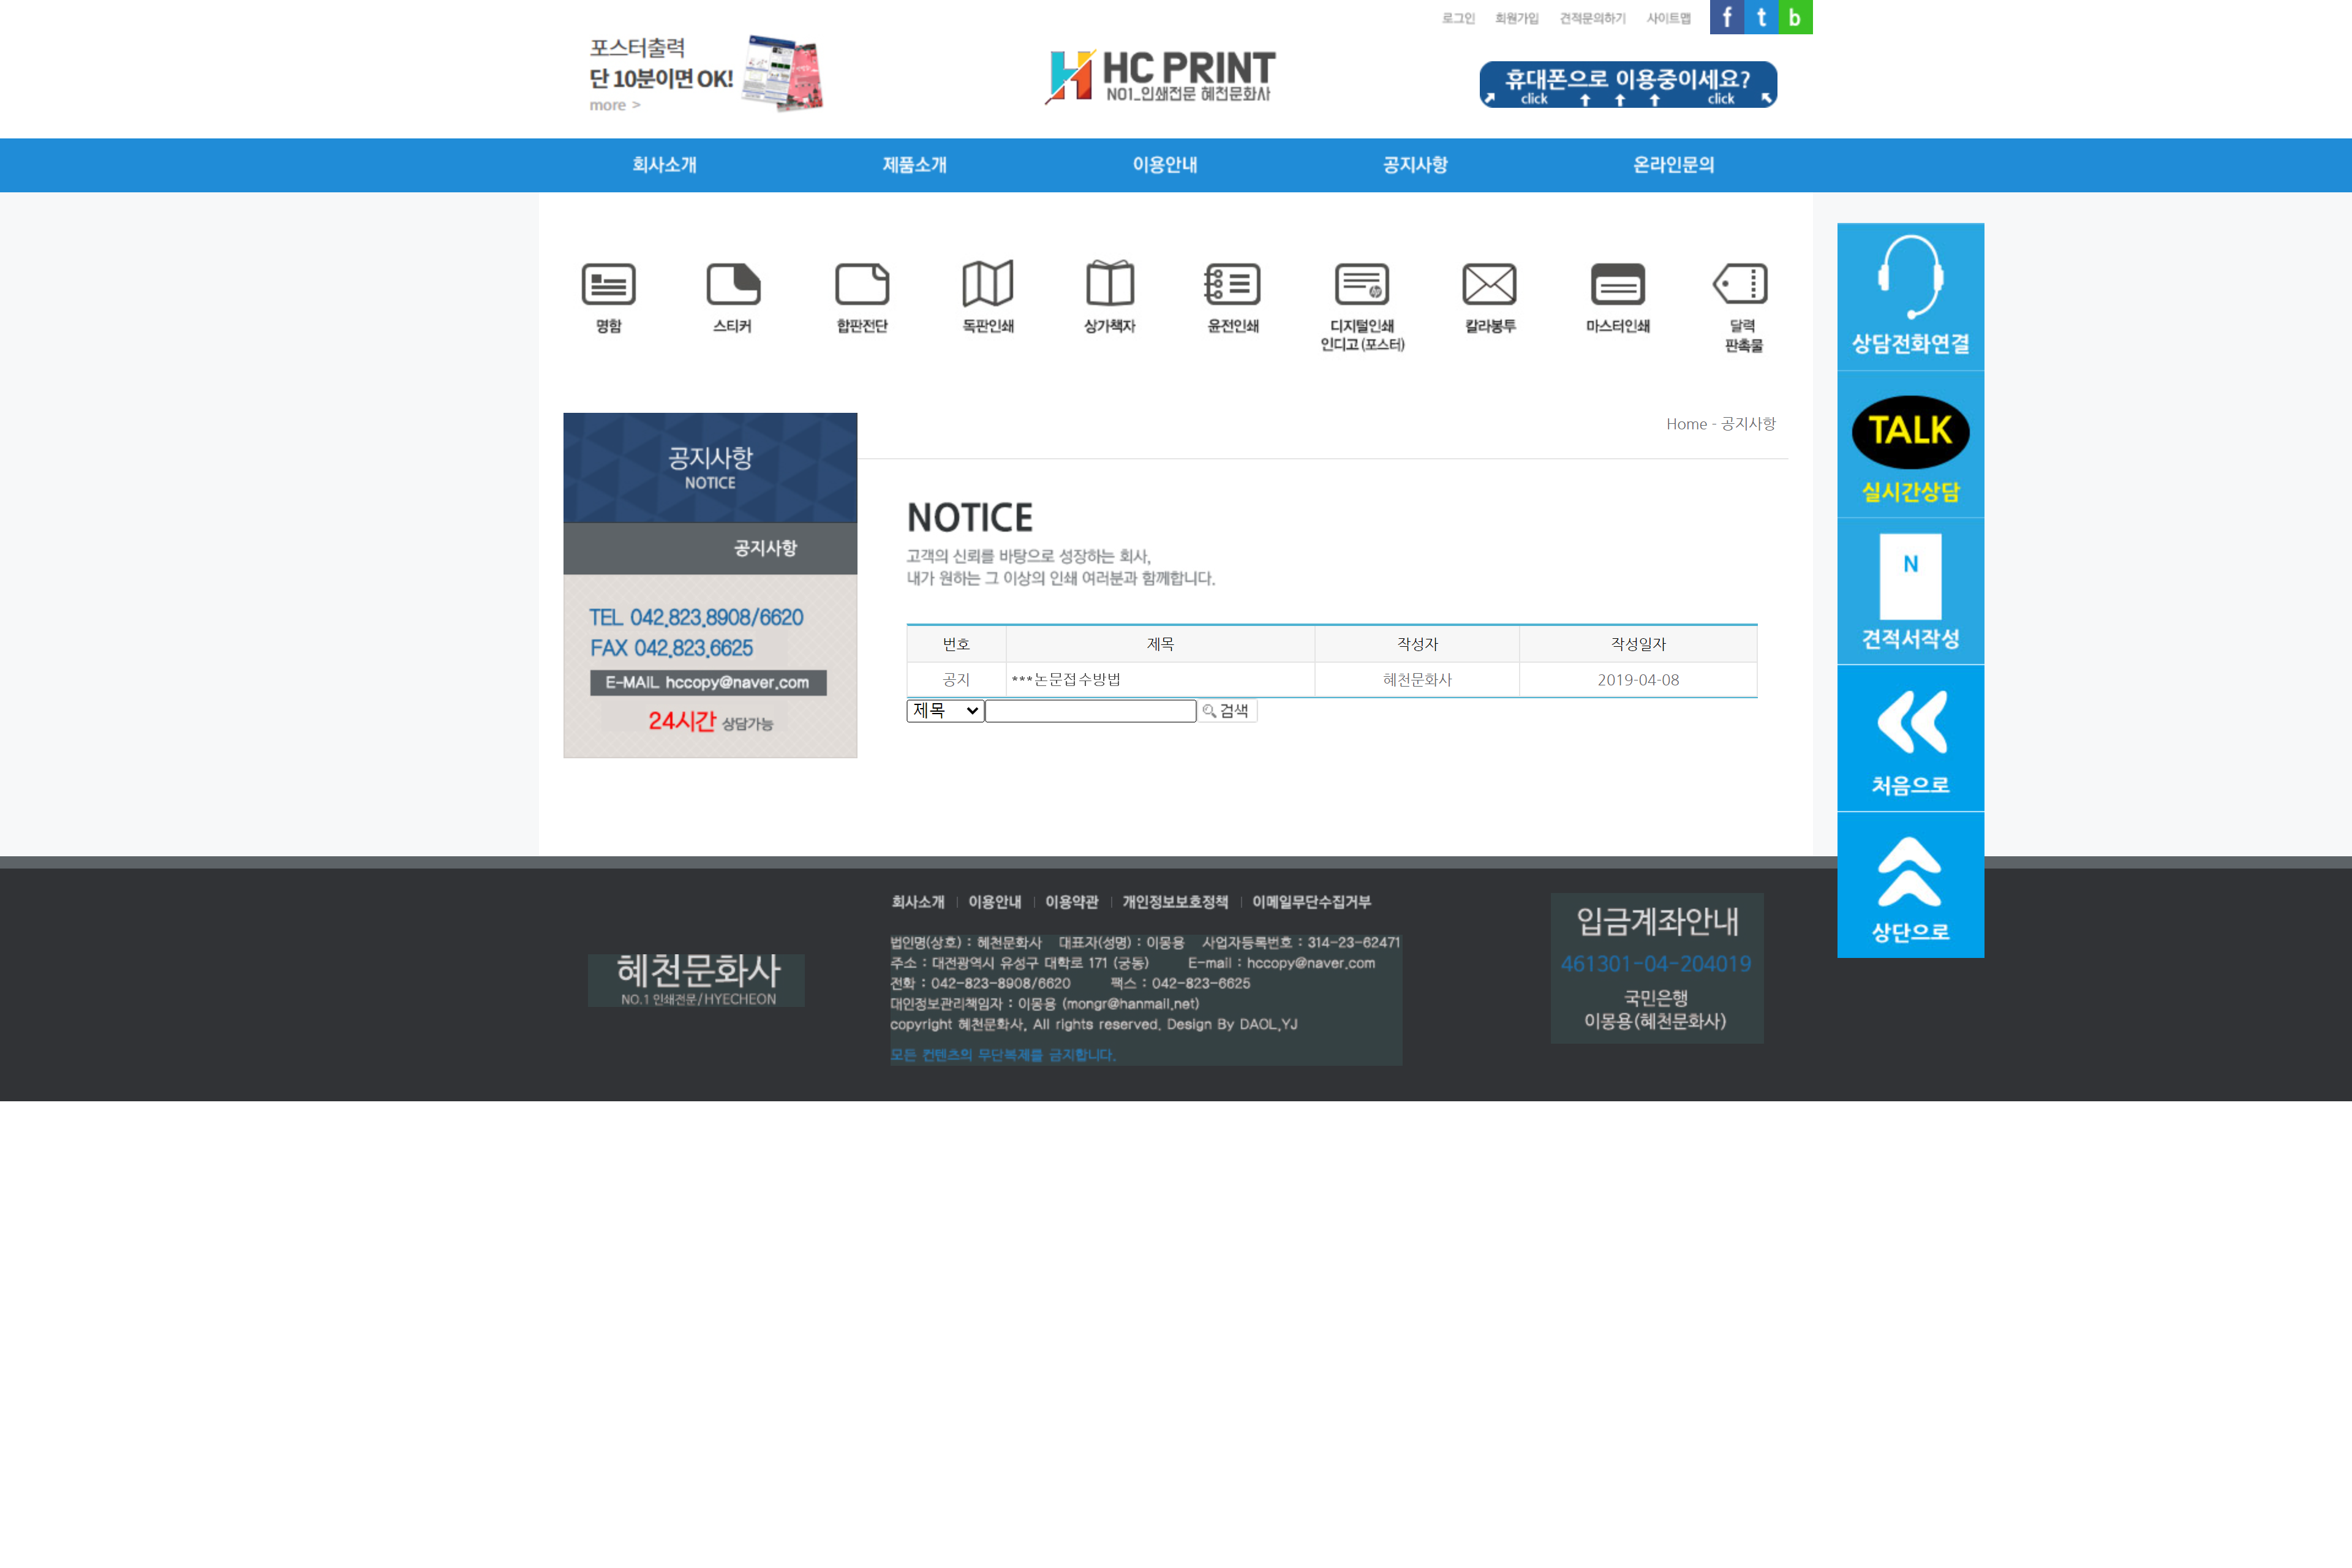 로그인 회원가입 견적문의하기 사이트맵
f t b
포스터출력
단 10분이면 OK!
more >
HC PRINT
NO1_인쇄전문 혜천문화사
휴대폰으로 이용중이세요?
click click
회사소개 제품소개 이용안내 공지사항 온라인문의
명함 스티커 합판전단 독판인쇄 상가책자 윤전인쇄 디지털인쇄 칼라봉투 마스터인쇄 달력
인디고(포스터) 판촉물
Home - 공지사항
공지사항
NOTICE
공지사항
TEL 042.823.8908/6620
FAX 042.823.6625
E-MAIL hccopy@naver.com
24시간 상담가능
NOTICE
고객의 신뢰를 바탕으로 성장하는 회사,
내가 원하는 그 이상의 인쇄 여러분과 함께합니다.
번호 제목 작성자 작성일자
공지 ***논문접수방법 혜천문화사 2019-04-08
제목 검색
상담전화연결
TALK
실시간상담
N
견적서작성
처음으로
상단으로
혜천문화사
NO.1 인쇄전문/HYECHEON
회사소개 | 이용안내 | 이용약관 | 개인정보보호정책 | 이메일무단수집거부
법인명(상호) : 혜천문화사 대표자(성명) : 이몽용 사업자등록번호 : 314-23-62471
주소 : 대전광역시 유성구 대학로 171 (궁동) E-mail : hccopy@naver.com
전화 : 042-823-8908/6620 팩스 : 042-823-6625
대인정보관리책임자 : 이몽용 (mongr@hanmail.net)
copyright 혜천문화사. All rights reserved. Design By DAOL.YJ
모든 컨텐츠의 무단복제를 금지합니다.
입금계좌안내
461301-04-204019
국민은행
이몽용(혜천문화사)